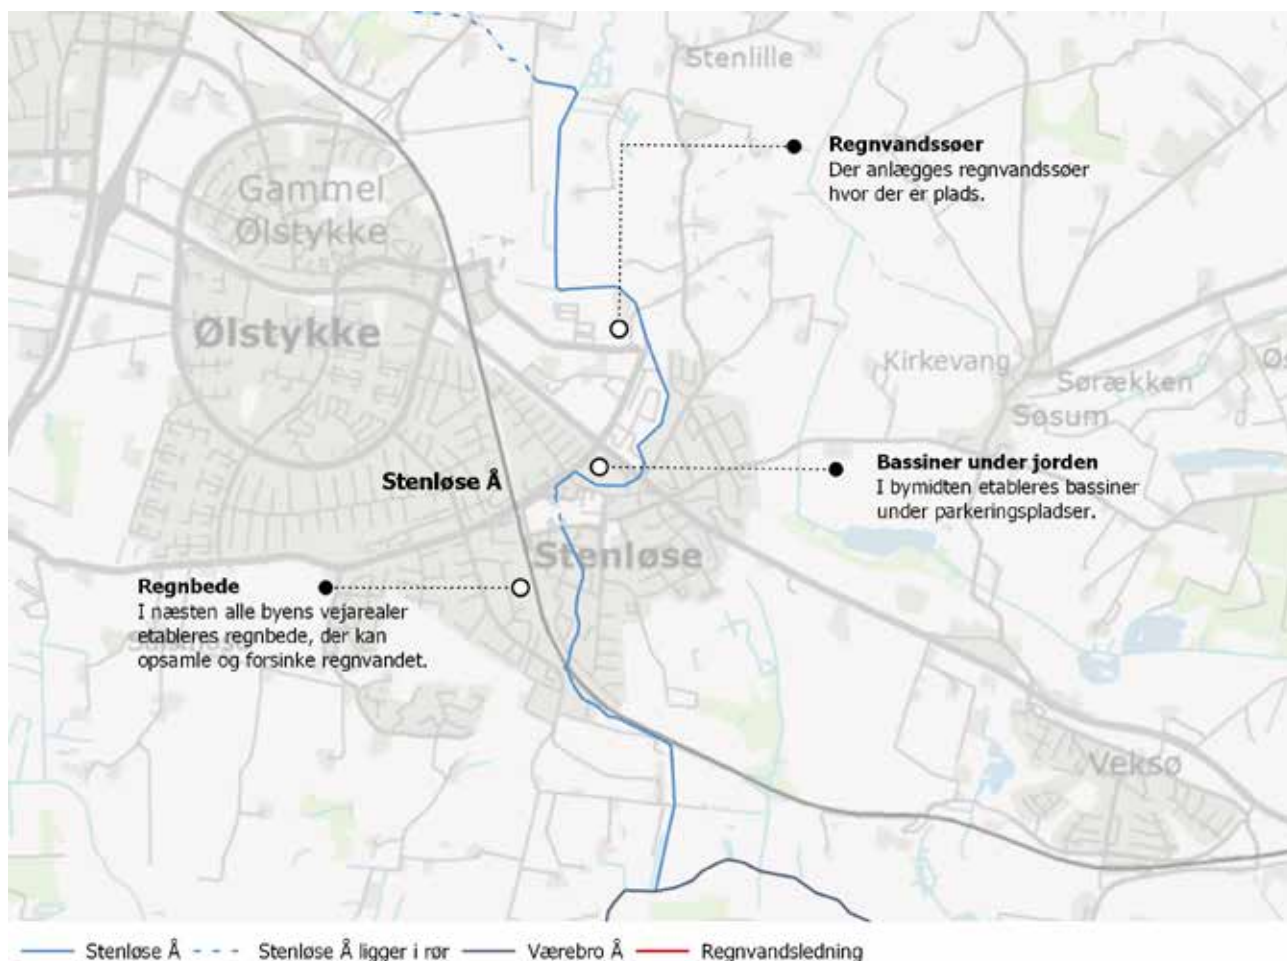 Stenlille
Regnvandssøer
Der anlægges regnvandssøer
hvor der er plads.
Gammel
Ølstykke
Ølstykke
Kirkevang
Sørækken
Søsum
Stenløse Å
Bassiner under jorden
I bymidten etableres bassiner
under parkeringspladser.
Stenløse
Regnbede
I næsten alle byens vejarealer
etableres regnbede, der kan
opsamle og forsinke regnvandet.
Veksø
Stenløse Å
Stenløse Å ligger i rør
Værebro Å
Regnvandsledning